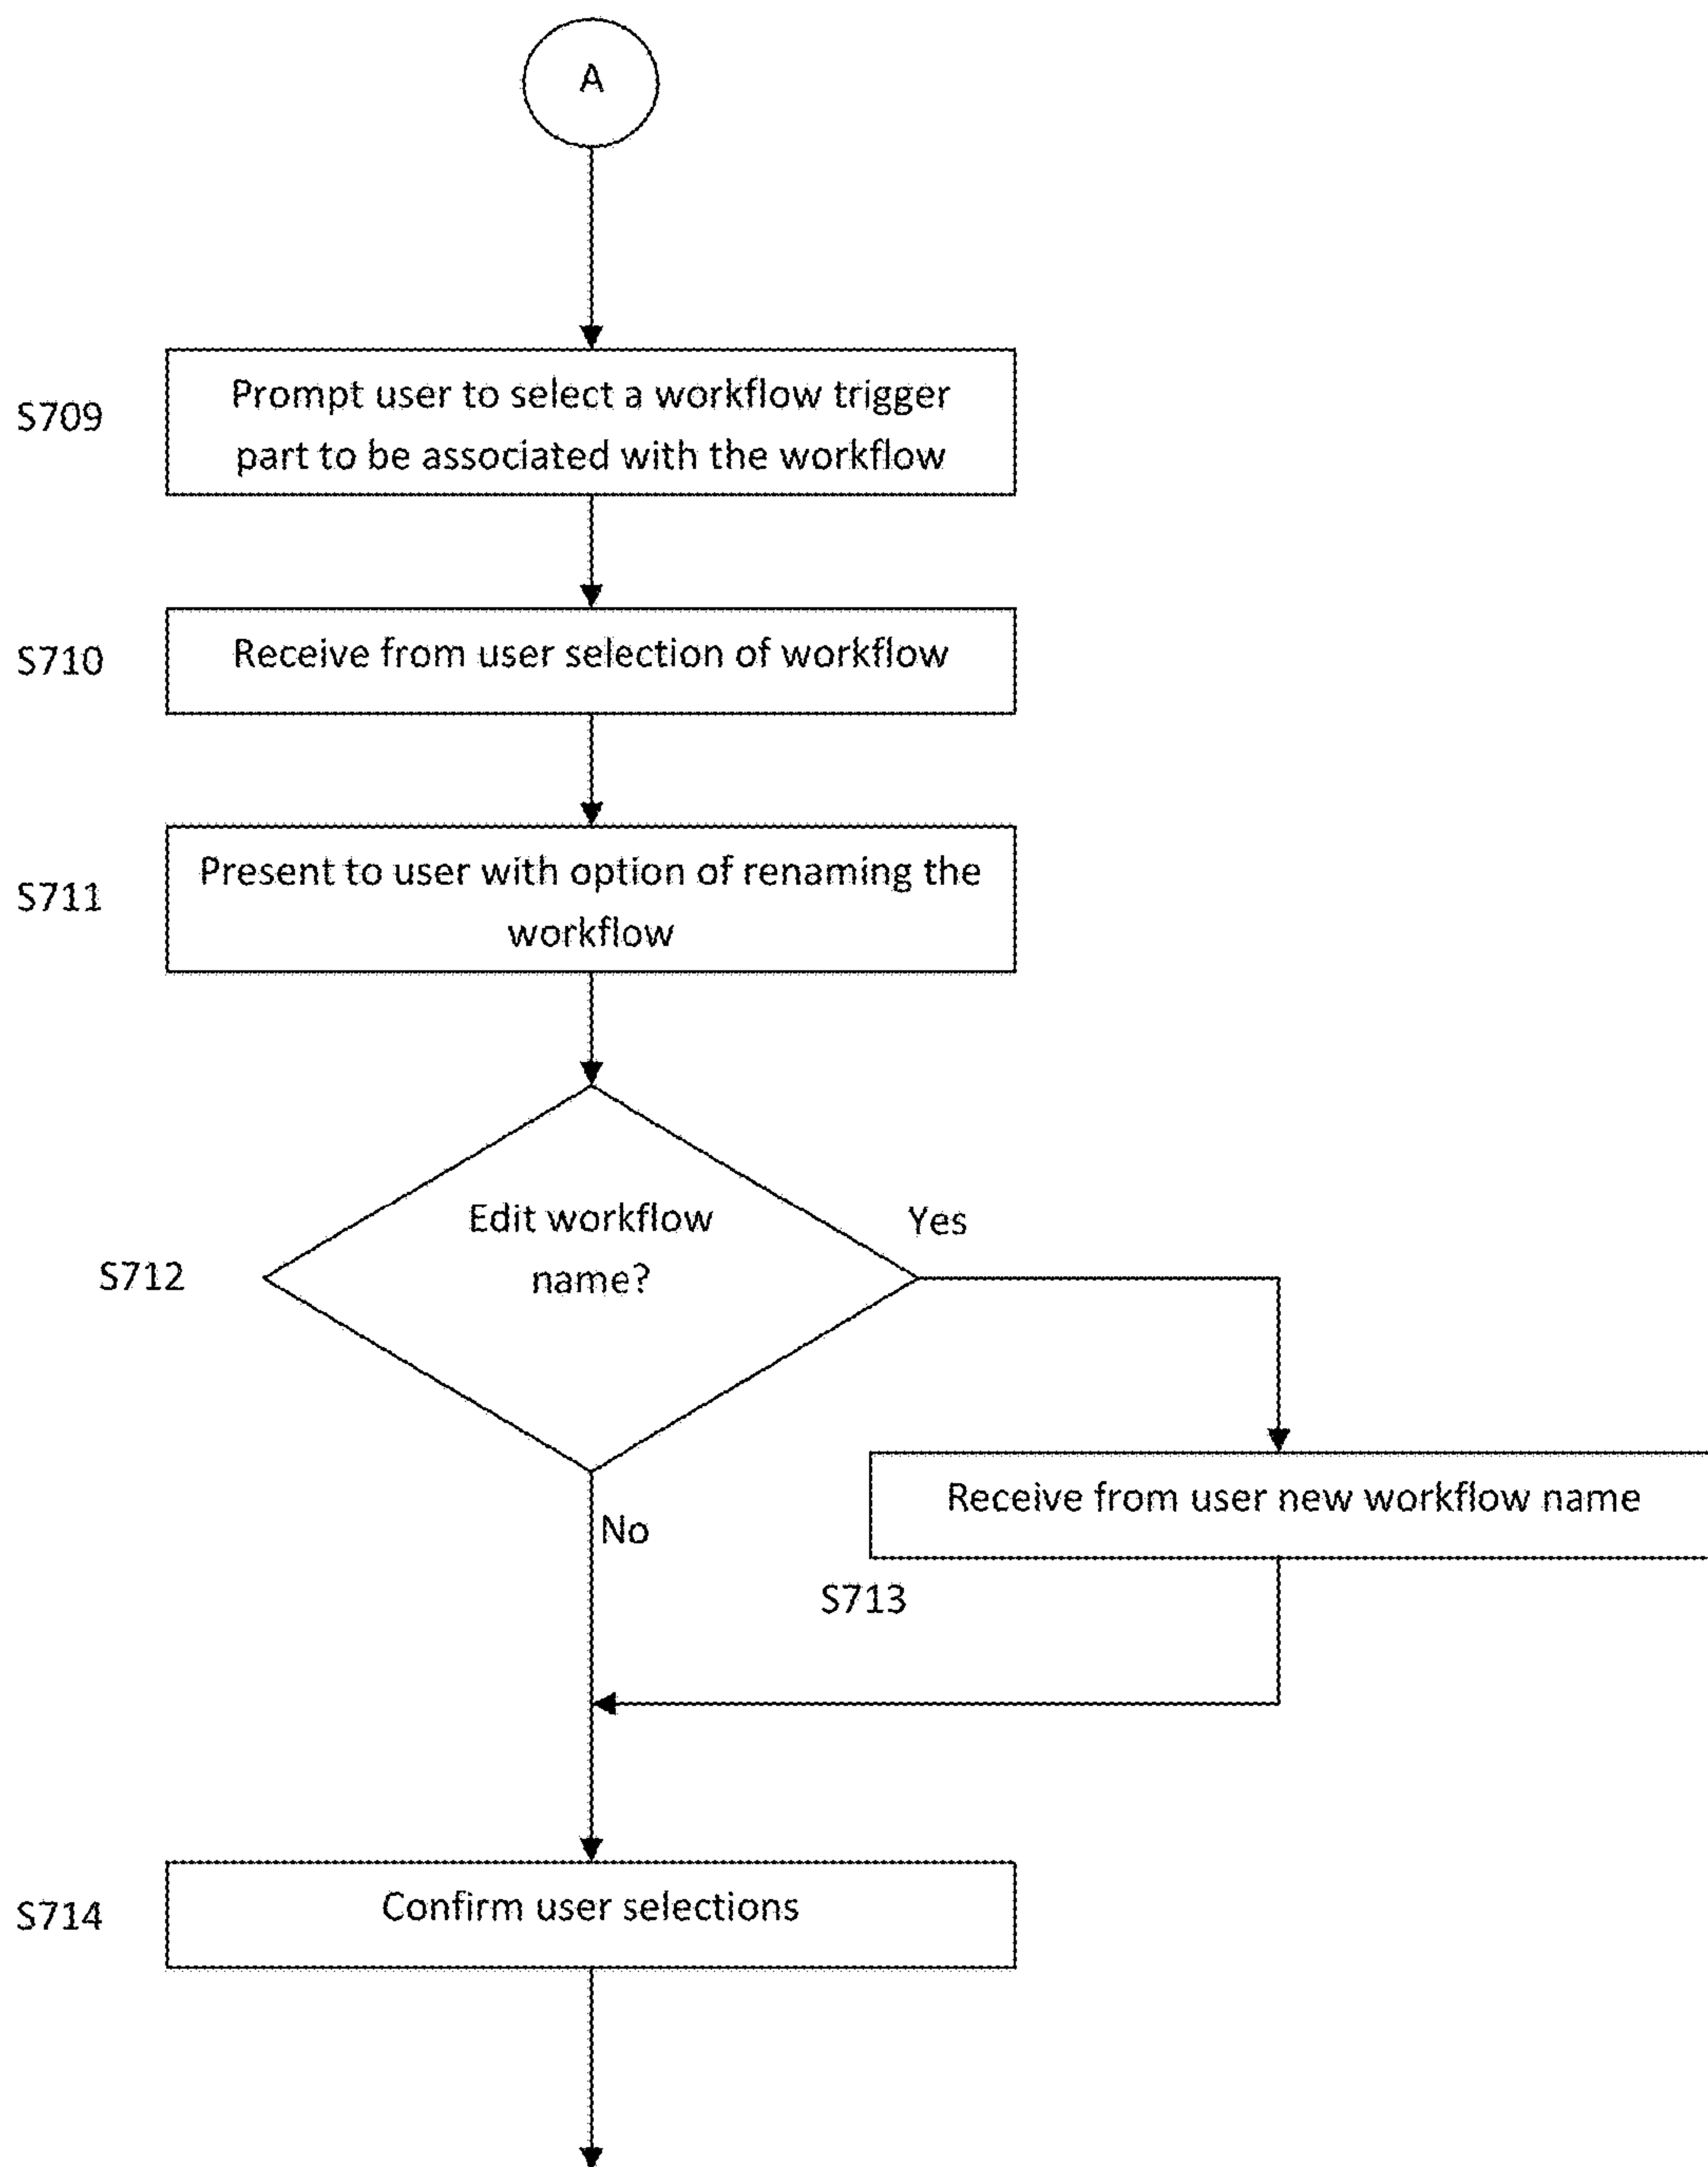 A
S709
Prompt user to select a workflow trigger
part to be associated with the workflow
S710
Receive from user selection of workflow
S711
Present to user with option of renaming the
workflow
S712
Edit workflow
name?
Yes
No
Receive from user new workflow name
S713
S714
Confirm user selections